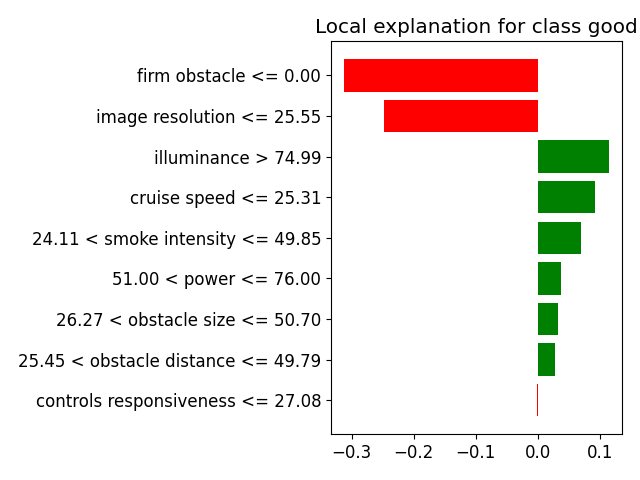 Local explanation for class good
firm obstacle <= 0.00
image resolution <= 25.55
illuminance > 74.99
cruise speed <= 25.31
24.11 < smoke intensity <= 49.85
51.00 < power <= 76.00
26.27 < obstacle size <= 50.70
25.45 < obstacle distance <= 49.79
controls responsiveness <= 27.08
−0.3 −0.2 −0.1 0.0 0.1